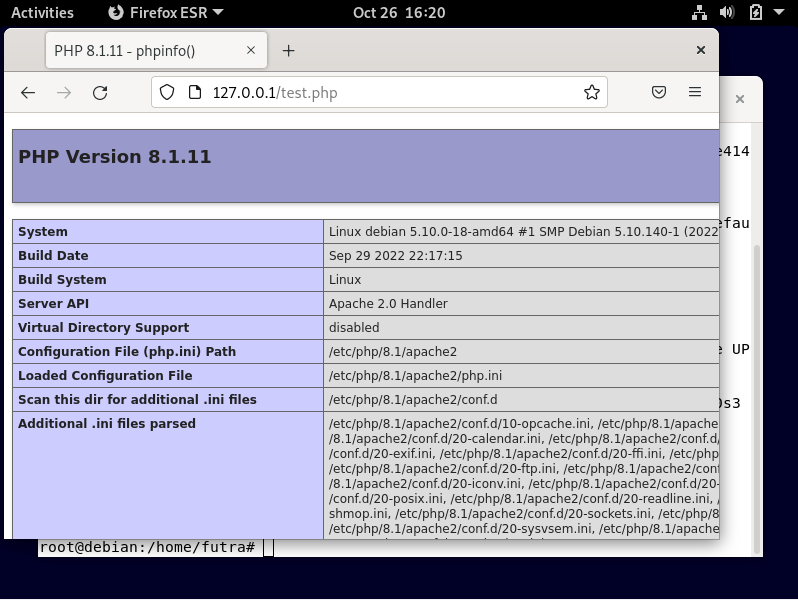 Activities Firefox ESR Oct 26 16:20
PHP 8.1.11 - phpinfo()
127.0.0.1/test.php
PHP Version 8.1.11
System Linux debian 5.10.0-18-amd64 #1 SMP Debian 5.10.140-1 (2022
Build Date Sep 29 2022 22:17:15
Build System Linux
Server API Apache 2.0 Handler
Virtual Directory Support disabled
Configuration File (php.ini) Path /etc/php/8.1/apache2
Loaded Configuration File /etc/php/8.1/apache2/php.ini
Scan this dir for additional .ini files /etc/php/8.1/apache2/conf.d
Additional .ini files parsed /etc/php/8.1/apache2/conf.d/10-opcache.ini, /etc/php/8.1/apache
/8.1/apache2/conf.d/20-calendar.ini, /etc/php/8.1/apache2/conf.d/
/conf.d/20-exif.ini, /etc/php/8.1/apache2/conf.d/20-ffi.ini, /etc/php
/etc/php/8.1/apache2/conf.d/20-ftp.ini, /etc/php/8.1/apache2/conf
/8.1/apache2/conf.d/20-iconv.ini, /etc/php/8.1/apache2/conf.d/
/conf.d/20-posix.ini, /etc/php/8.1/apache2/conf.d/20-readline.ini,
shmop.ini, /etc/php/8.1/apache2/conf.d/20-sockets.ini, /etc/php/8
/etc/php/8.1/apache2/conf.d/20-sysvsem.ini, /etc/php/8.1/apache
e414
efau
UP
0s3
root@debian:/home/futra#